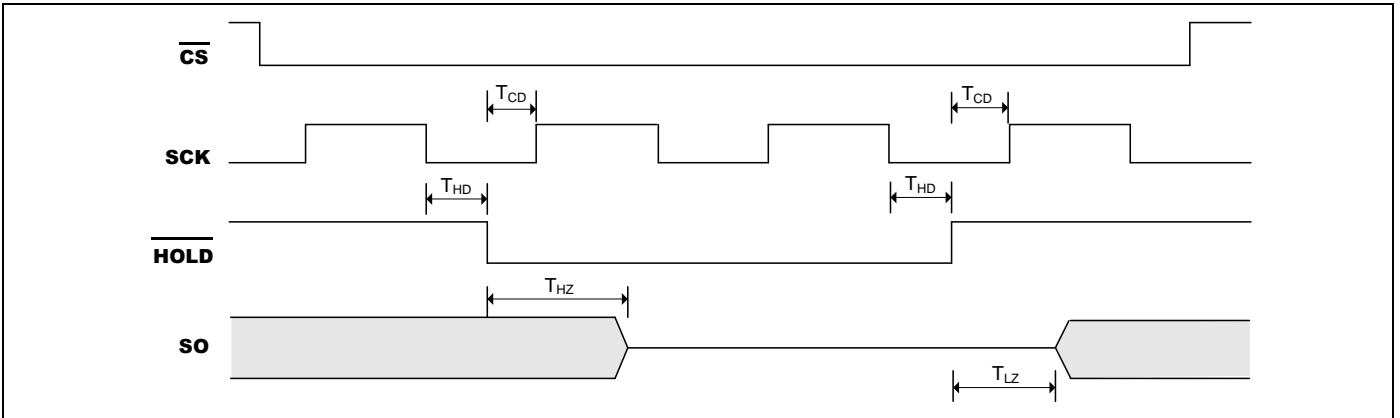 CS
T_CD T_CD
SCK
T_HD T_HD
HOLD
T_HZ
SO
T_LZ